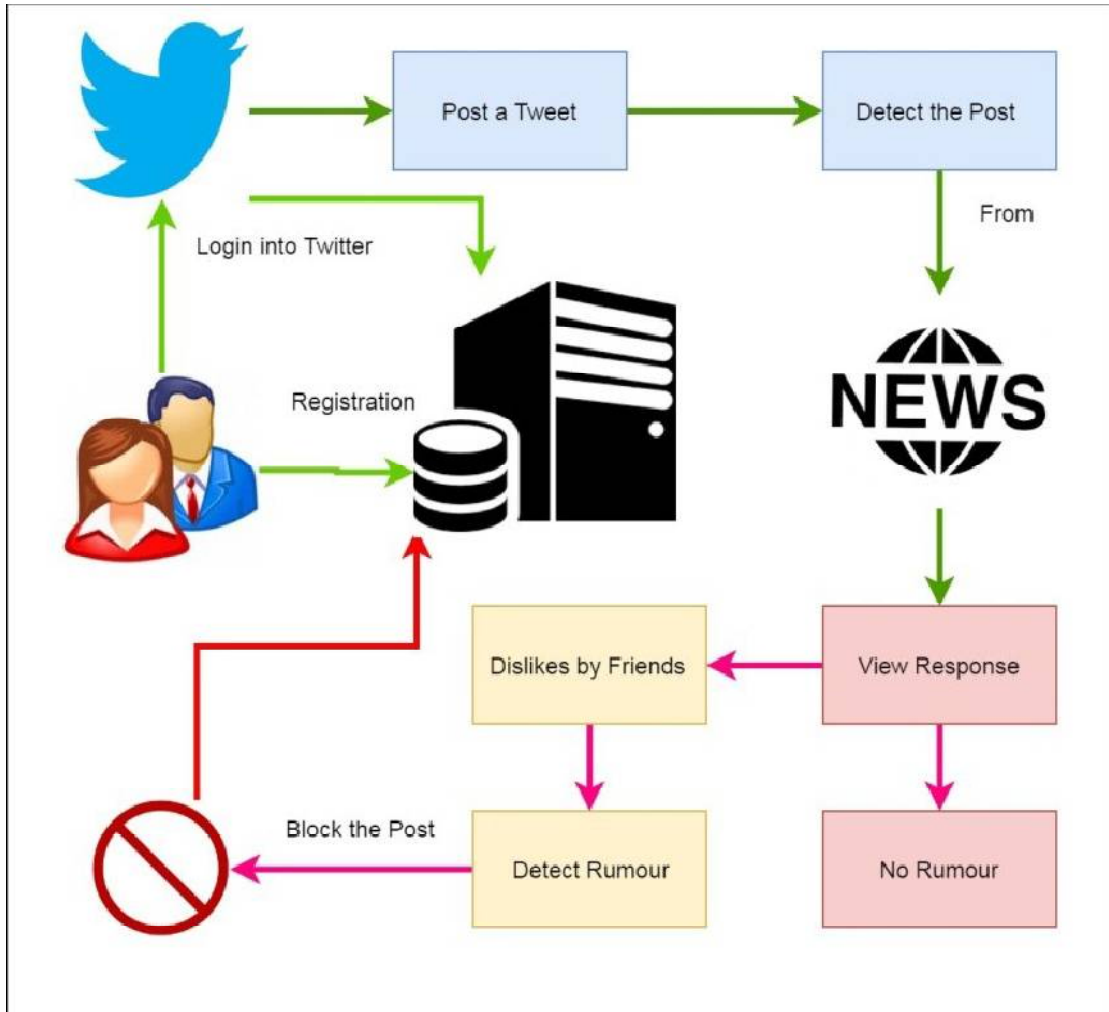 Post a Tweet
Detect the Post
From
Login into Twitter
Registration
NEWS
Dislikes by Friends
View Response
Block the Post
Detect Rumour
No Rumour